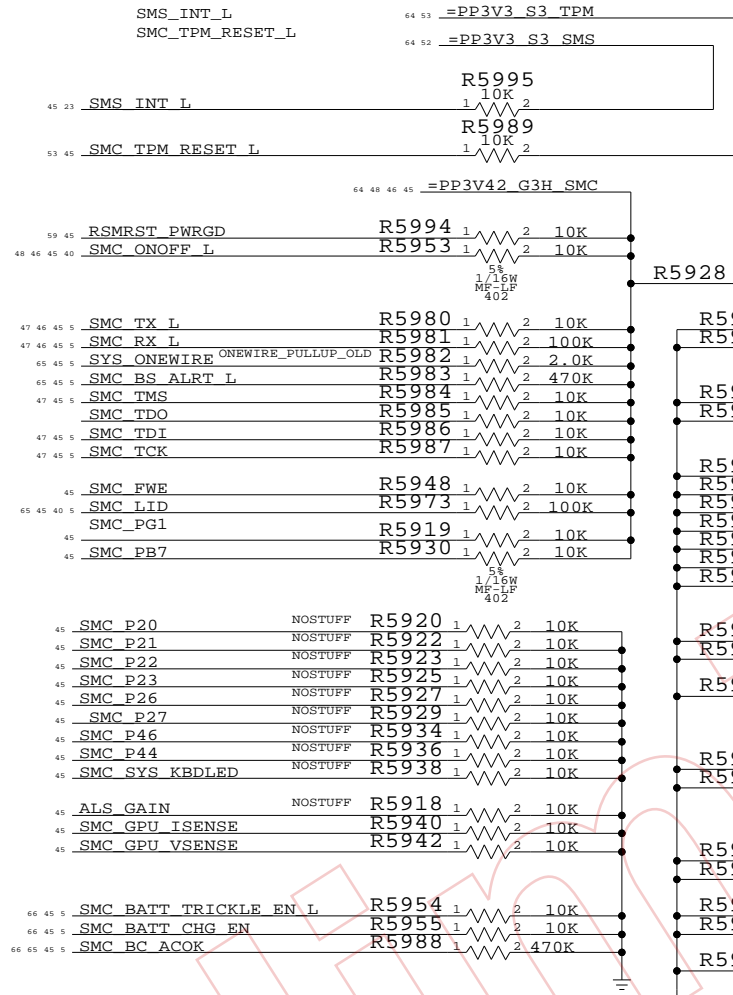 SMS_INT_L
SMC_TPM_RESET_L
64 53 =PP3V3_S3_TPM
64 52 =PP3V3_S3_SMS
R5995
10K
45 23 SMS_INT_L 1 2
R5989
10K
53 45 SMC_TPM_RESET_L 1 2
64 48 46 45 =PP3V42_G3H_SMC
59 45 RSMRST_PWRGD R5994 1 2 10K
48 46 45 40 SMC_ONOFF_L R5953 1 2 10K
5%
1/16W
MF-LF
402
R5928
47 46 45 5 SMC_TX_L R5980 1 2 10K
47 46 45 5 SMC_RX_L R5981 1 2 100K
65 45 5 SYS_ONEWIRE ONEWIRE_PULLUP_OLD R5982 1 2 2.0K
65 45 5 SMC_BS_ALRT_L R5983 1 2 470K
47 45 5 SMC_TMS R5984 1 2 10K
SMC_TDO R5985 1 2 10K
47 45 5 SMC_TDI R5986 1 2 10K
47 45 5 SMC_TCK R5987 1 2 10K
45 SMC_FWE R5948 1 2 10K
65 45 40 5 SMC_LID R5973 1 2 100K
SMC_PG1
45 R5919 1 2 10K
45 SMC_PB7 R5930 1 2 10K
5%
1/16W
MF-LF
402
45 SMC_P20 NOSTUFF R5920 1 2 10K
45 SMC_P21 NOSTUFF R5922 1 2 10K
45 SMC_P22 NOSTUFF R5923 1 2 10K
45 SMC_P23 NOSTUFF R5925 1 2 10K
45 SMC_P26 NOSTUFF R5927 1 2 10K
45 SMC_P27 NOSTUFF R5929 1 2 10K
45 SMC_P46 NOSTUFF R5934 1 2 10K
45 SMC_P44 NOSTUFF R5936 1 2 10K
45 SMC_SYS_KBDLED NOSTUFF R5938 1 2 10K
45 ALS_GAIN NOSTUFF R5918 1 2 10K
45 SMC_GPU_ISENSE R5940 1 2 10K
45 SMC_GPU_VSENSE R5942 1 2 10K
66 45 5 SMC_BATT_TRICKLE_EN_L R5954 1 2 10K
66 45 5 SMC_BATT_CHG_EN R5955 1 2 10K
66 65 45 5 SMC_BC_ACOK R5988 1 2 470K